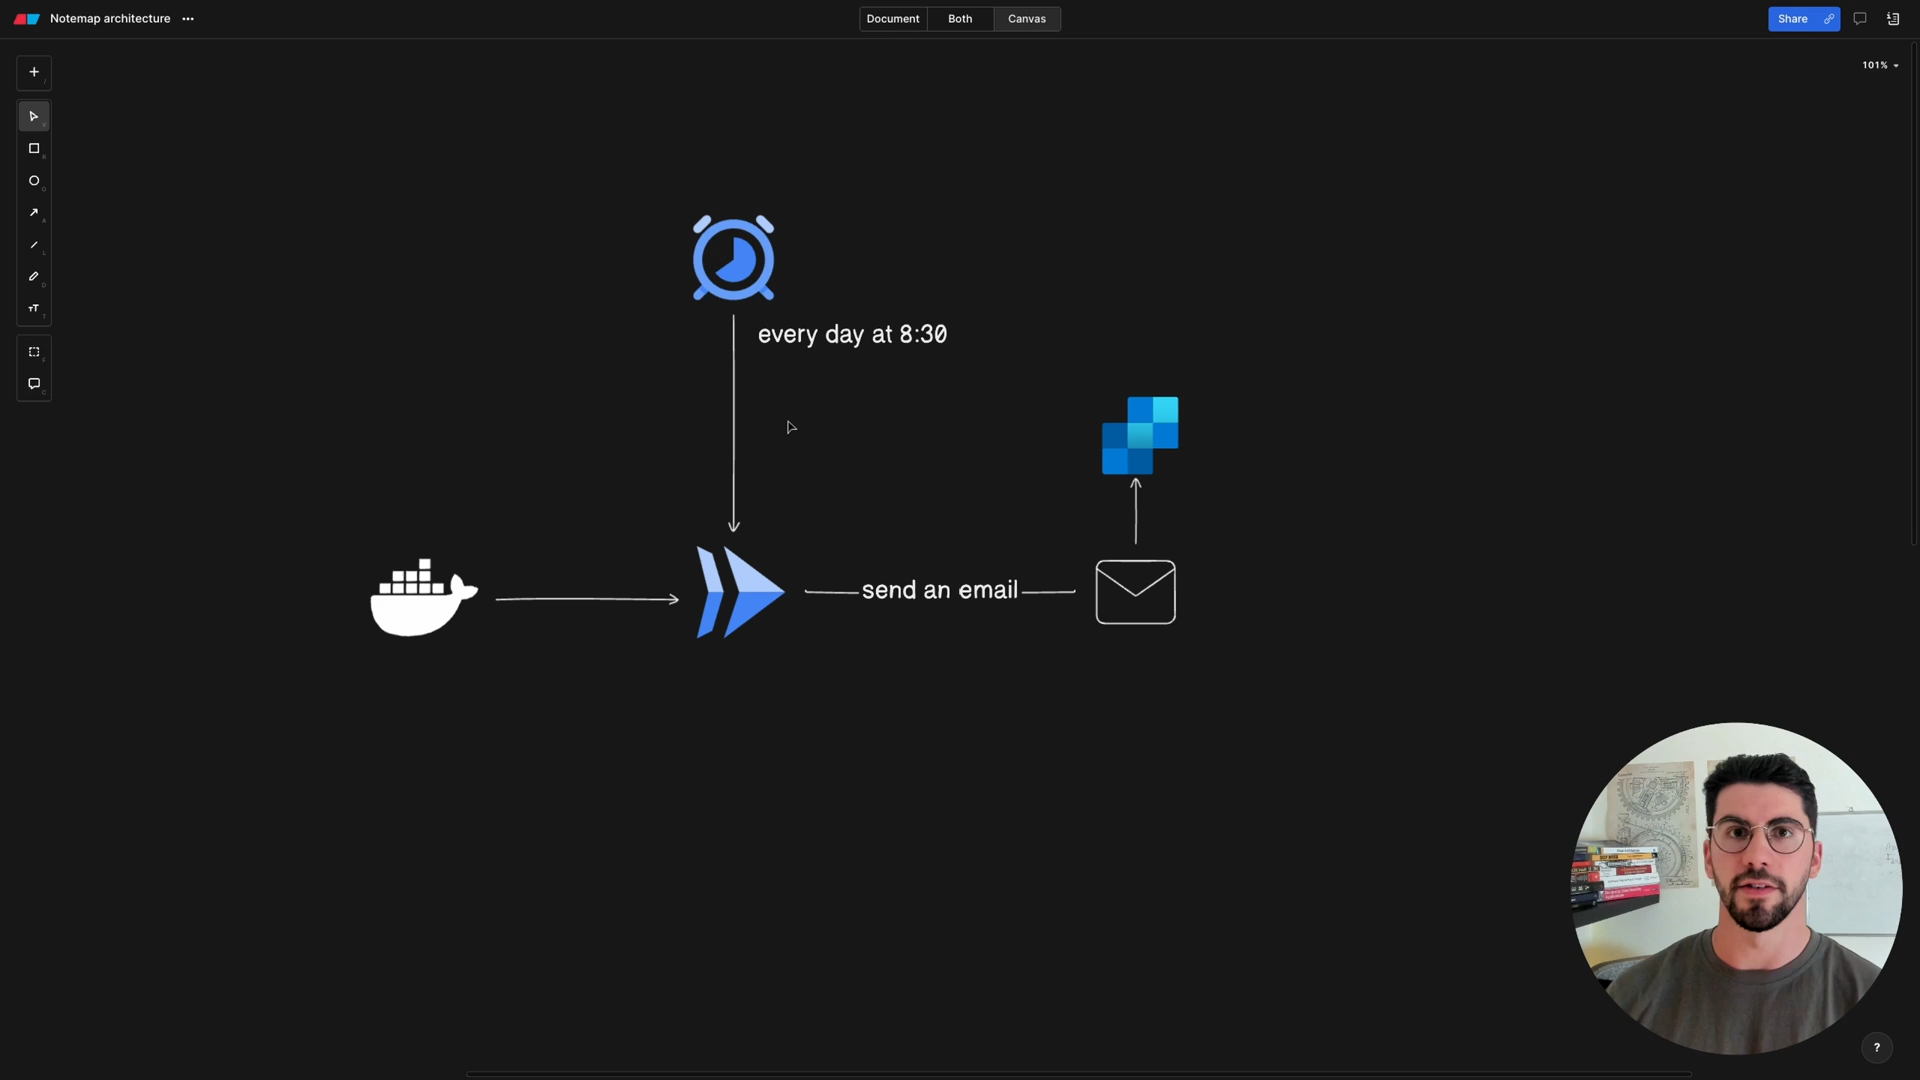 Notemap architecture
Document
Both
Canvas
Share
101%
every day at 8:30
send an email
?